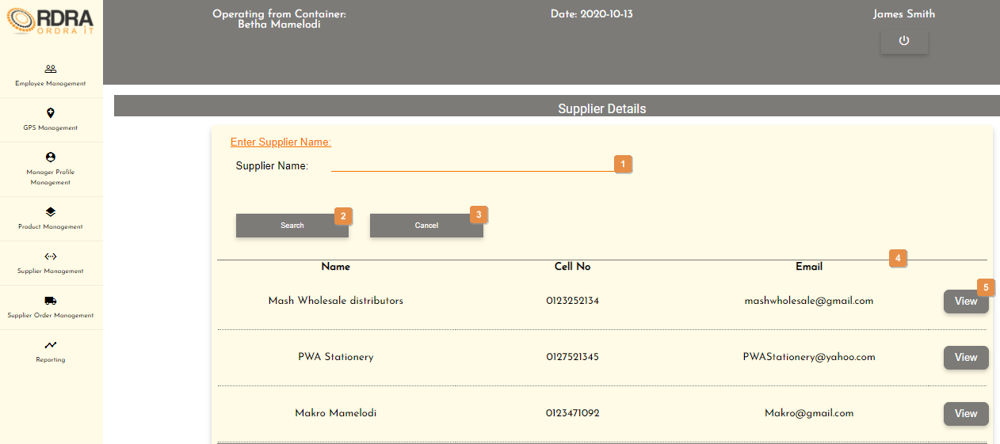 RDRA
ORDRA IT
Operating from Container:
Betha Mamelodi
Date: 2020-10-13
James Smith
Employee Management
GPS Management
Manager Profile
Management
Product Management
Supplier Management
Supplier Order Management
Reporting
Supplier Details
Enter Supplier Name:
Supplier Name:
1
Search
2
Cancel
3
4
Name Cell No Email
5
Mash Wholesale distributors 0123252134 mashwholesale@gmail.com View
PWA Stationery 0127521345 PWAStationery@yahoo.com View
Makro Mamelodi 0123471092 Makro@gmail.com View